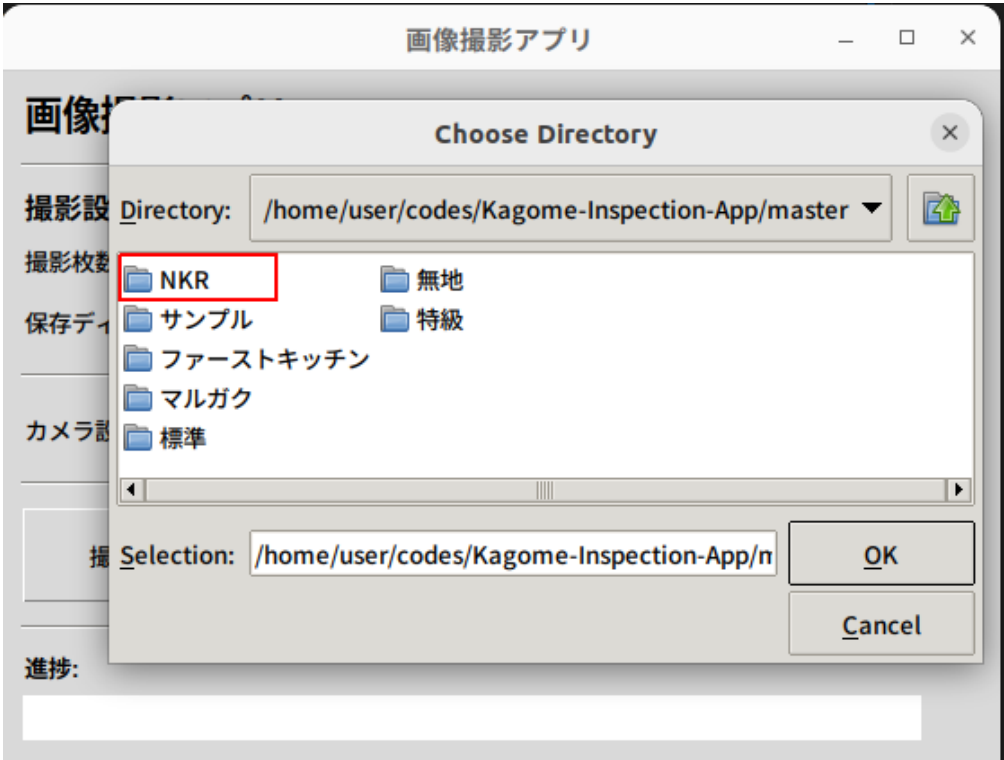 画像撮影アプリ
画像
Choose Directory
撮影設
Directory: /home/user/codes/Kagome-Inspection-App/master
撮影枚数
NKR
無地
保存ディ
サンプル
特級
ファーストキッチン
マルガク
カメラ設
標準
撮
Selection: /home/user/codes/Kagome-Inspection-App/m
OK
Cancel
進捗: